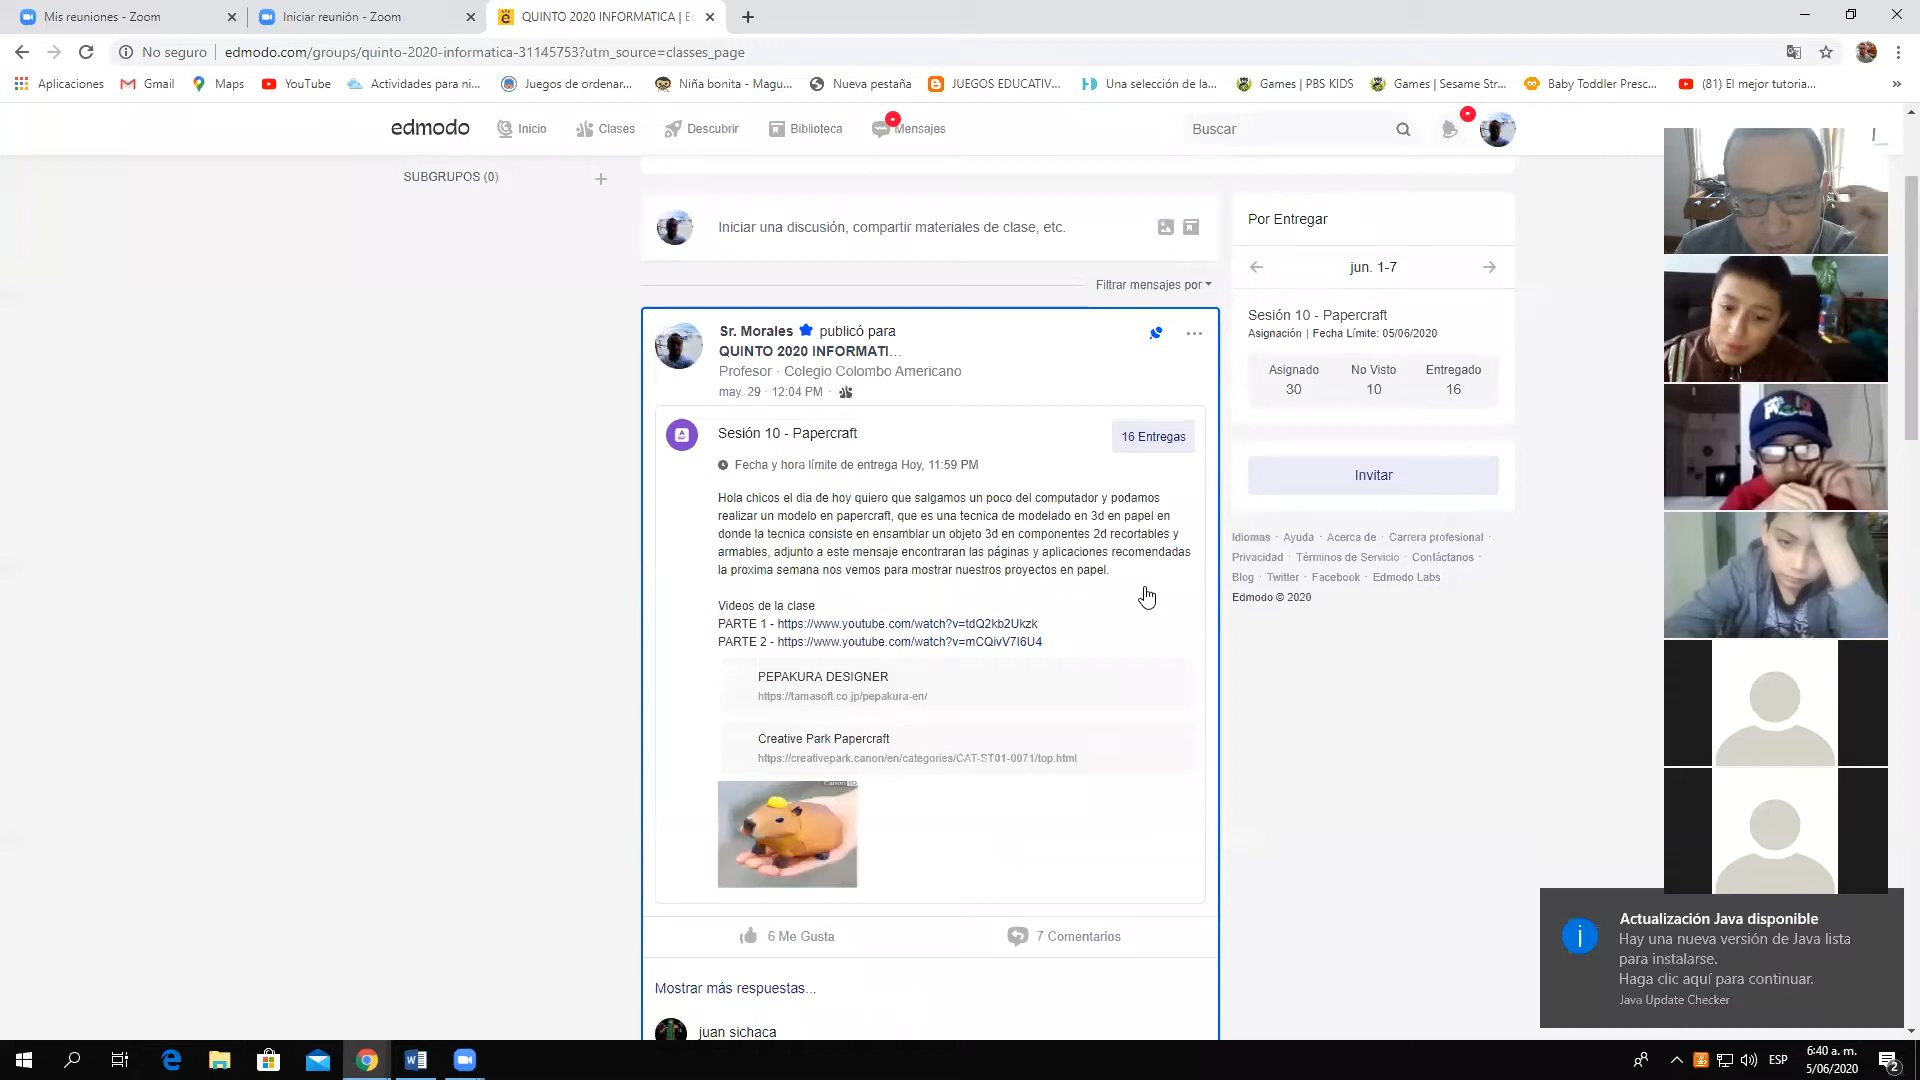 Mis reuniones - Zoom
Iniciar reunión - Zoom
QUINTO 2020 INFORMATICA | Ec
No seguro
edmodo.com/groups/quinto-2020-informatica-31145753?utm_source=classes_page
Aplicaciones
Gmail
Maps
YouTube
Actividades para ni...
Juegos de ordenar...
Niña bonita - Magu...
Nueva pestaña
JUEGOS EDUCATIV...
Una selección de la...
Games | PBS KIDS
Games | Sesame Str...
Baby Toddler Presc...
(81) El mejor tutoria...
edmodo
Inicio
Clases
Descubrir
Biblioteca
Mensajes
Buscar
SUBGRUPOS (0)
Iniciar una discusión, compartir materiales de clase, etc.
Filtrar mensajes por
Sr. Morales publicó para
QUINTO 2020 INFORMATI...
Profesor · Colegio Colombo Americano
may. 29 · 12:04 PM ·
Sesión 10 - Papercraft
16 Entregas
Fecha y hora límite de entrega Hoy, 11:59 PM
Hola chicos el dia de hoy quiero que salgamos un poco del computador y podamos
realizar un modelo en papercraft, que es una tecnica de modelado en 3d en papel en
donde la tecnica consiste en ensamblar un objeto 3d en componentes 2d recortables y
armables, adjunto a este mensaje encontraran las páginas y aplicaciones recomendadas
la proxima semana nos vemos para mostrar nuestros proyectos en papel.
Videos de la clase
PARTE 1 - https://www.youtube.com/watch?v=tdQ2kb2Ukzk
PARTE 2 - https://www.youtube.com/watch?v=mCQivV7I6U4
PEPAKURA DESIGNER
https://tamasoft.co.jp/pepakura-en/
Creative Park Papercraft
https://creativepark.canon/en/categories/CAT-ST01-0071/top.html
6 Me Gusta
7 Comentarios
Mostrar más respuestas...
juan sichaca
Por Entregar
jun. 1-7
Sesión 10 - Papercraft
Asignación | Fecha Límite: 05/06/2020
Asignado
No Visto
Entregado
30
10
16
Invitar
Idiomas · Ayuda · Acerca de · Carrera profesional ·
Privacidad · Términos de Servicio · Contáctanos ·
Blog · Twitter · Facebook · Edmodo Labs
Edmodo © 2020
Actualización Java disponible
Hay una nueva versión de Java lista
para instalarse.
Haga clic aquí para continuar.
Java Update Checker
ESP
6:40 a. m.
5/06/2020
2